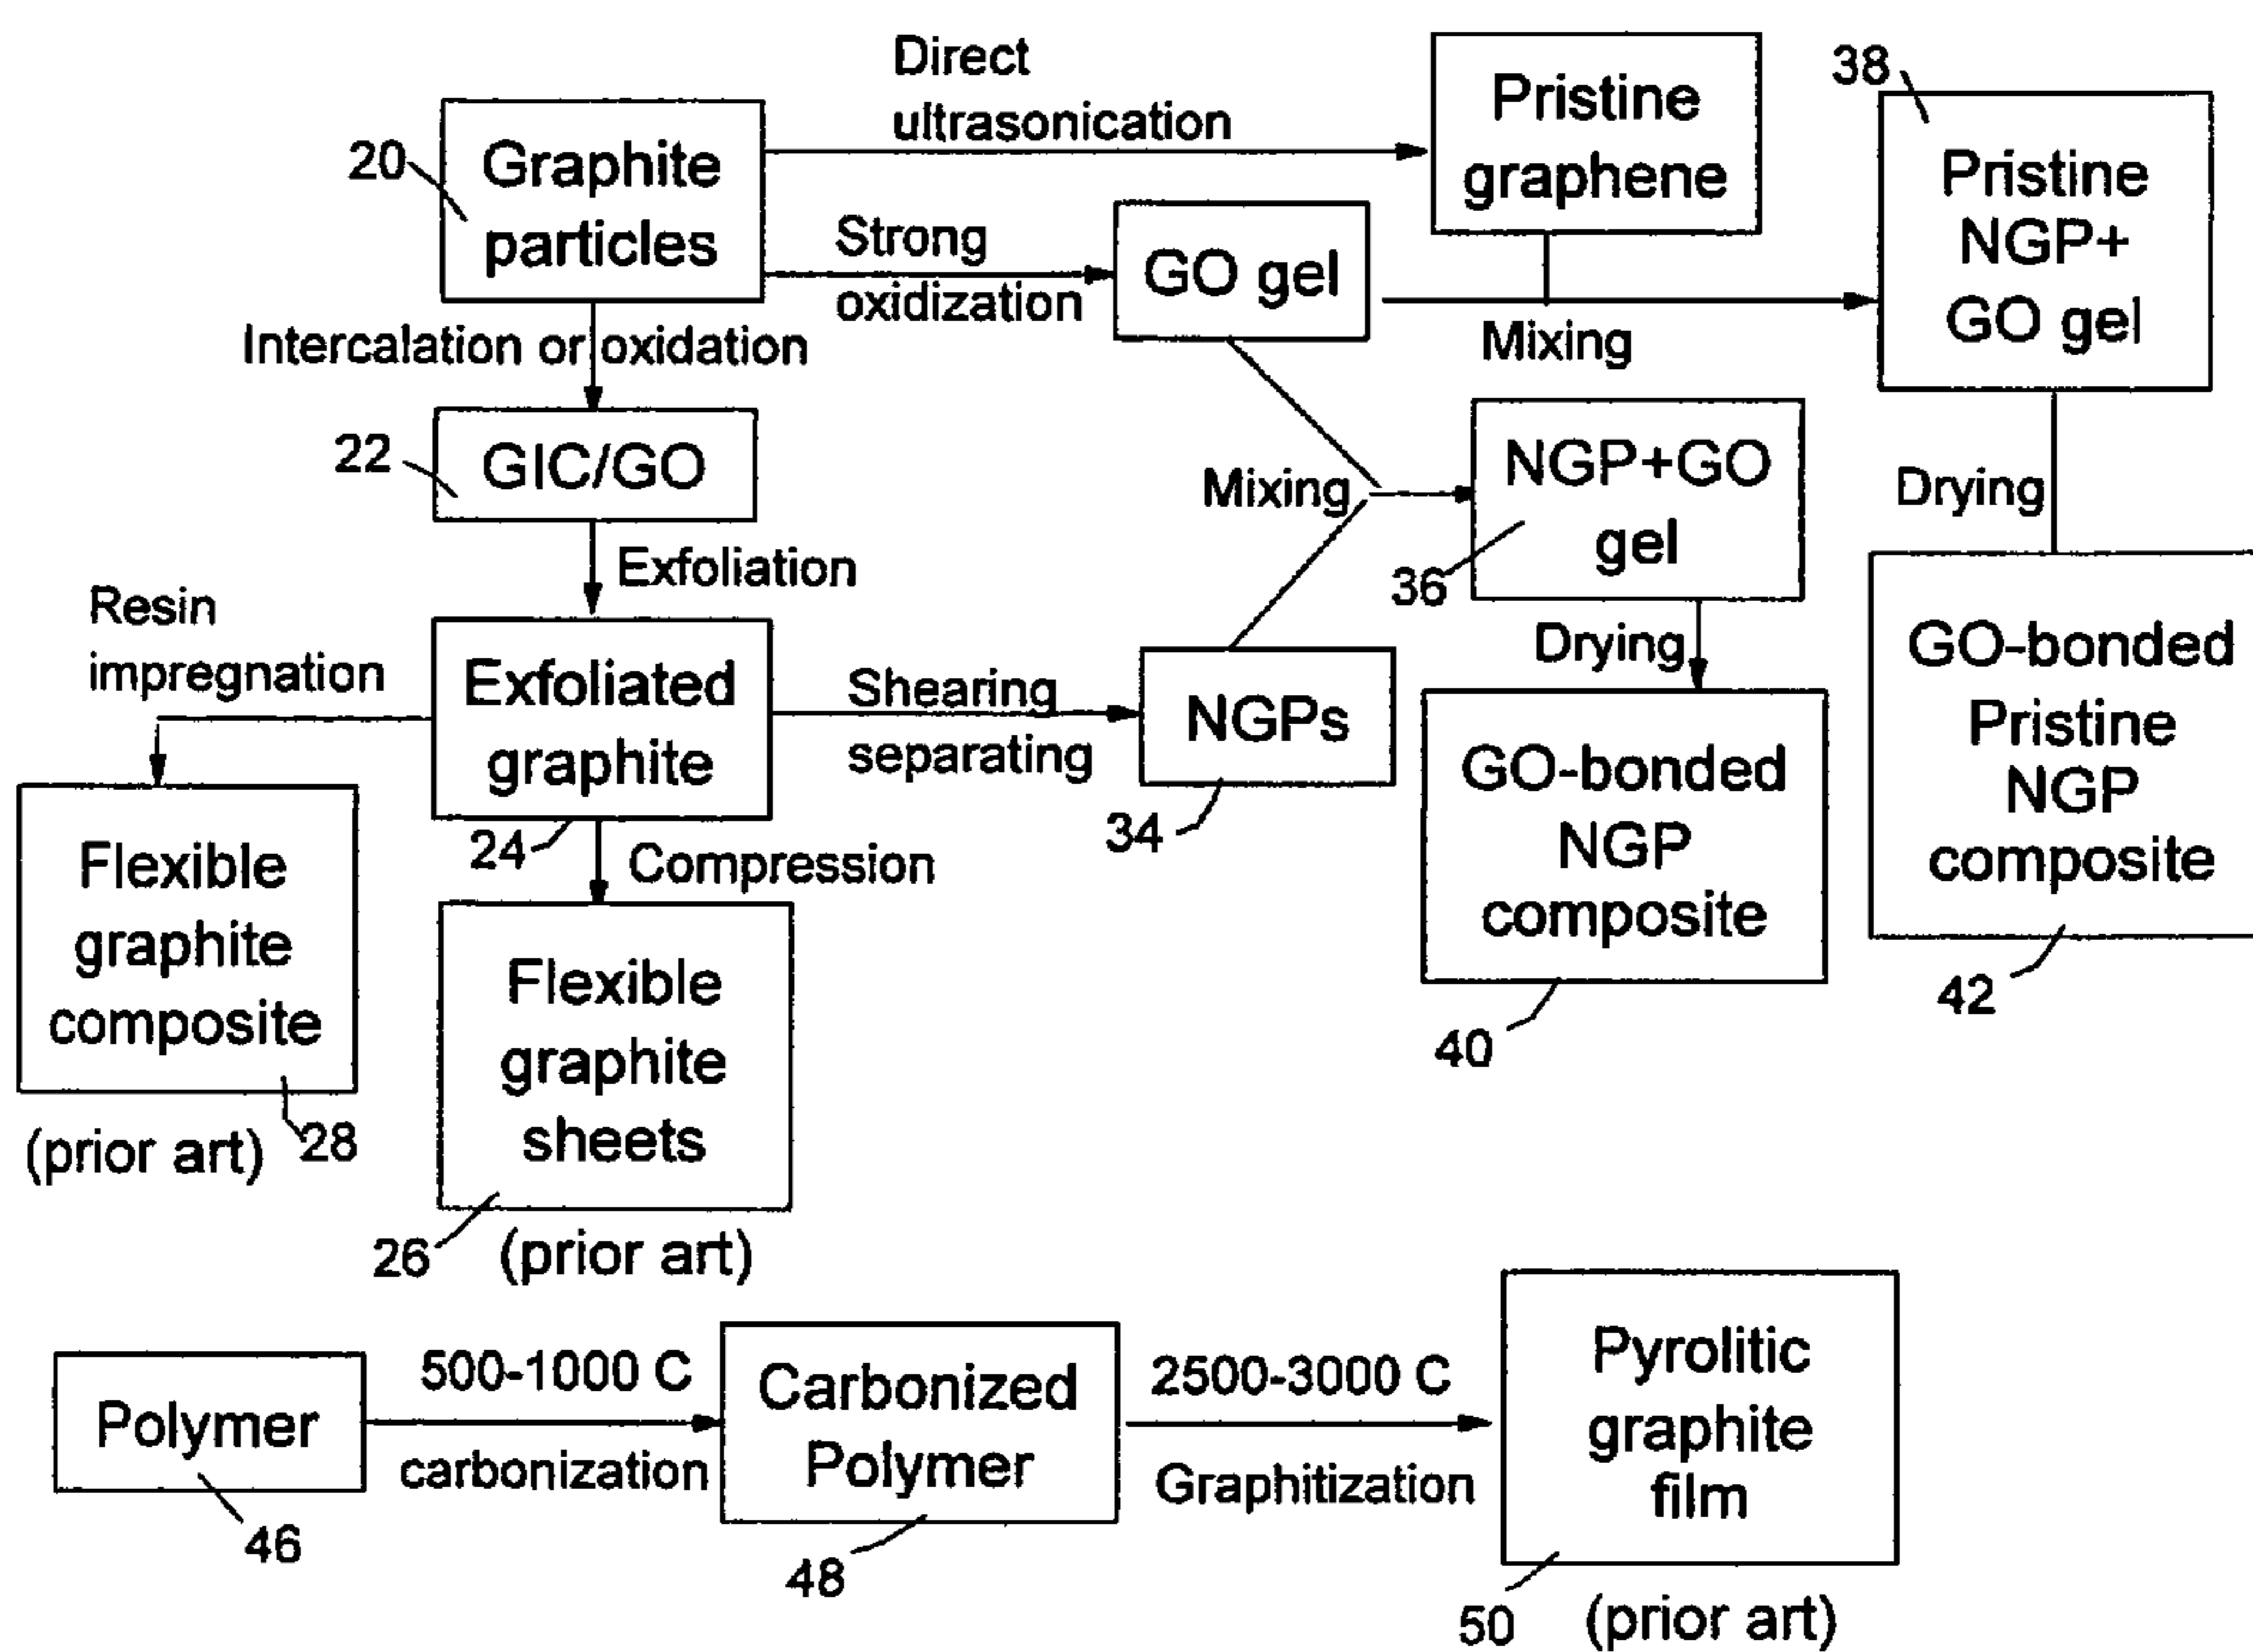 Direct
ultrasonication
20
Graphite
particles
Pristine
graphene
38
Pristine
NGP+
GO gel
Strong
oxidization
GO gel
Mixing
Intercalation or oxidation
22
GIC/GO
Mixing
NGP+GO
gel
36
Drying
Exfoliation
Resin
impregnation
Exfoliated
graphite
24
Shearing
separating
NGPs
34
Drying
GO-bonded
NGP
composite
40
GO-bonded
Pristine
NGP
composite
42
Flexible
graphite
composite
(prior art)
28
Compression
Flexible
graphite
sheets
26
(prior art)
Polymer
46
500-1000 C
carbonization
Carbonized
Polymer
48
2500-3000 C
Graphitization
Pyrolitic
graphite
film
50
(prior art)